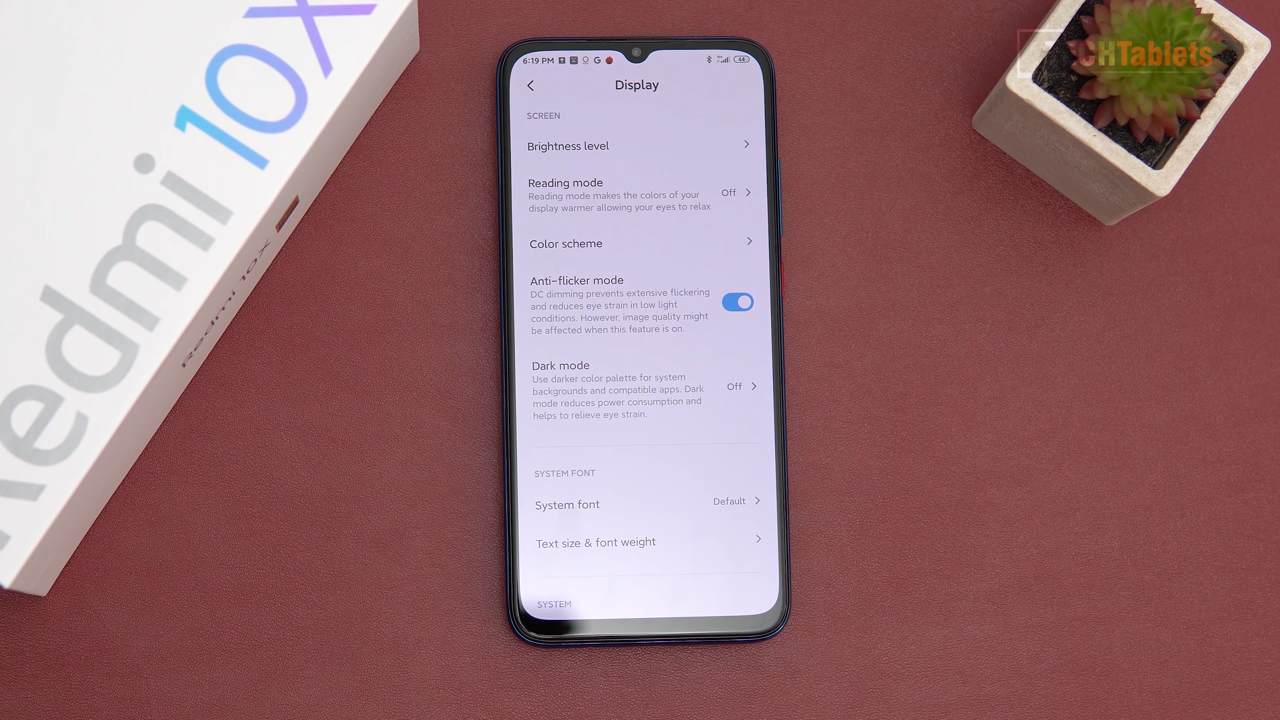 Redmi 10X
Redmi 10X
TECHTablets
6:19 PM
44
Display
SCREEN
Brightness level
Reading mode
Reading mode makes the colors of your
display warmer allowing your eyes to relax
Off
Color scheme
Anti-flicker mode
DC dimming prevents extensive flickering
and reduces eye strain in low light
conditions. However, image quality might
be affected when this feature is on.
Dark mode
Use darker color palette for system
backgrounds and compatible apps. Dark
mode reduces power consumption and
helps to relieve eye strain.
Off
SYSTEM FONT
System font
Default
Text size & font weight
SYSTEM